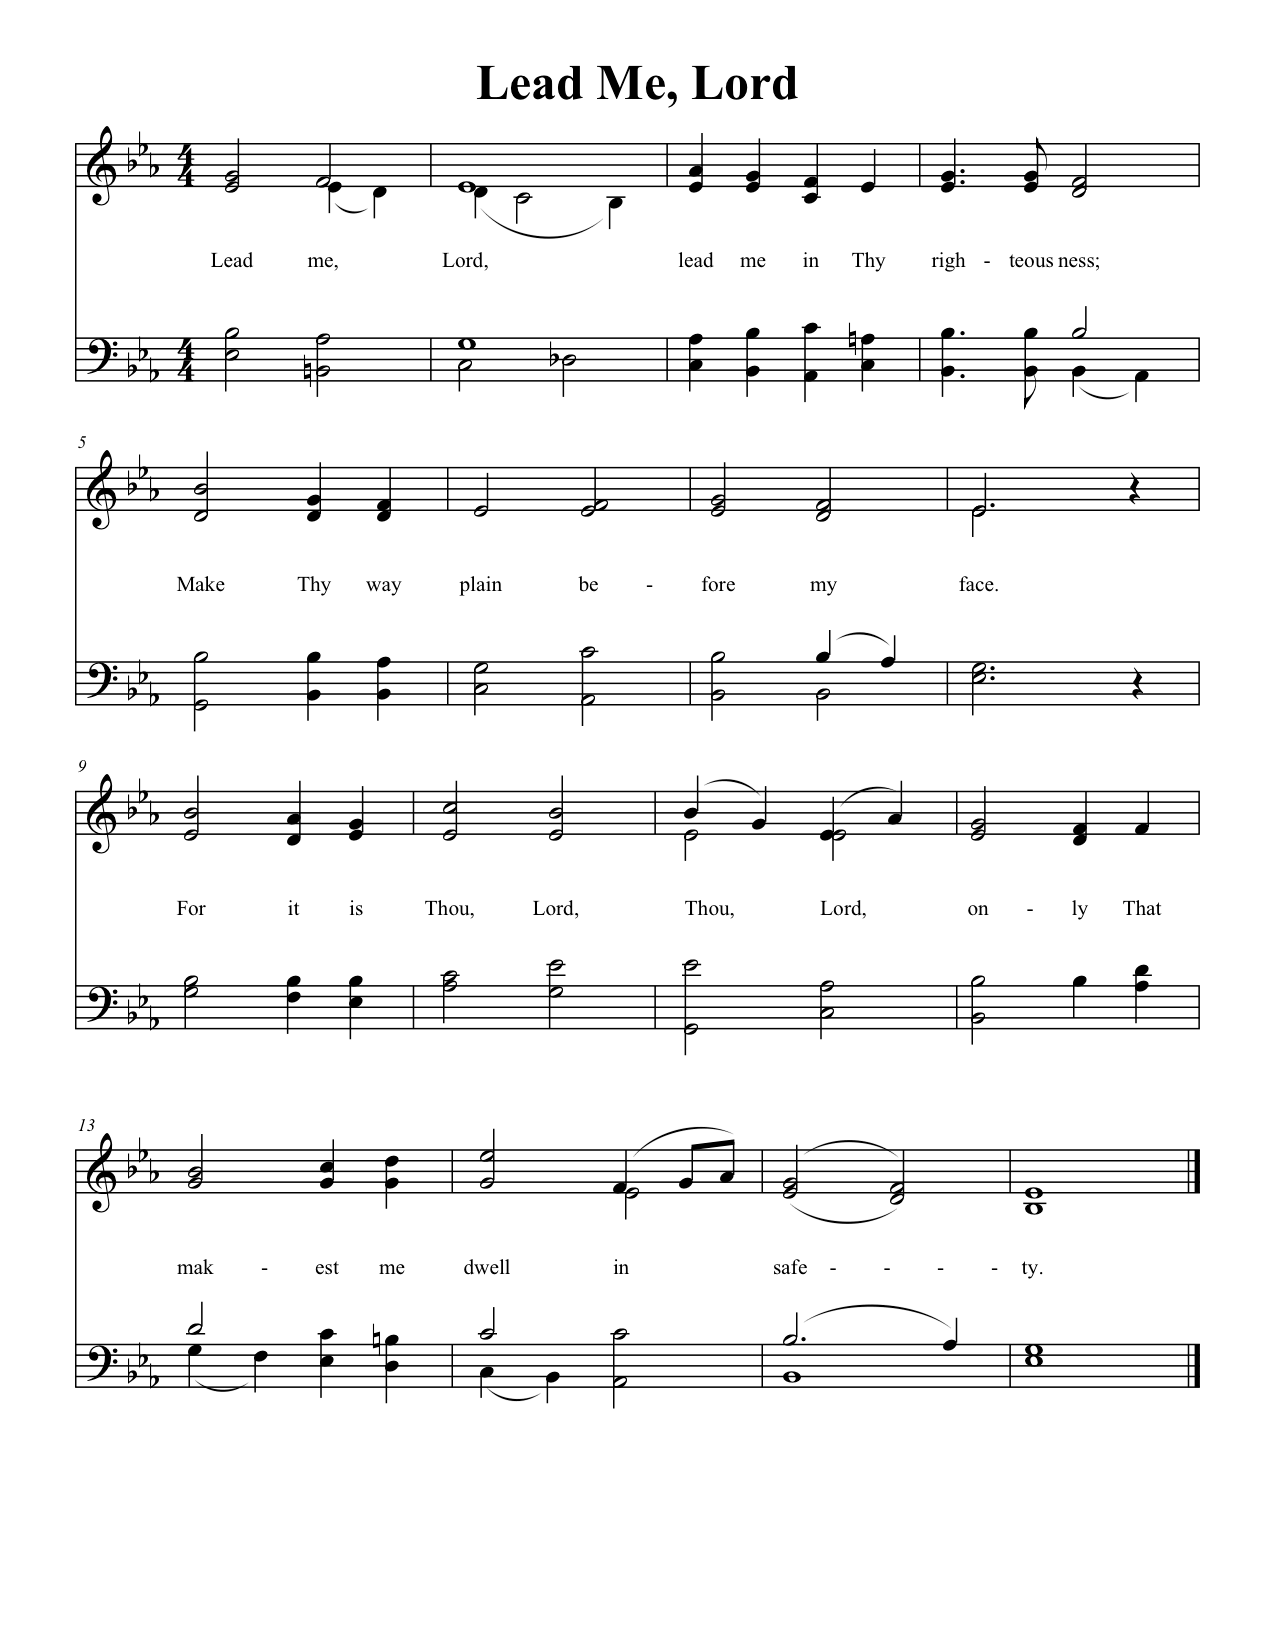 Lead Me, Lord
4 4
Lead me, Lord, lead me in Thy righ - teous ness;
4 4
5
Make Thy way plain be - fore my face.
9
For it is Thou, Lord, Thou, Lord, on - ly That
13
mak - est me dwell in safe - - - - ty.